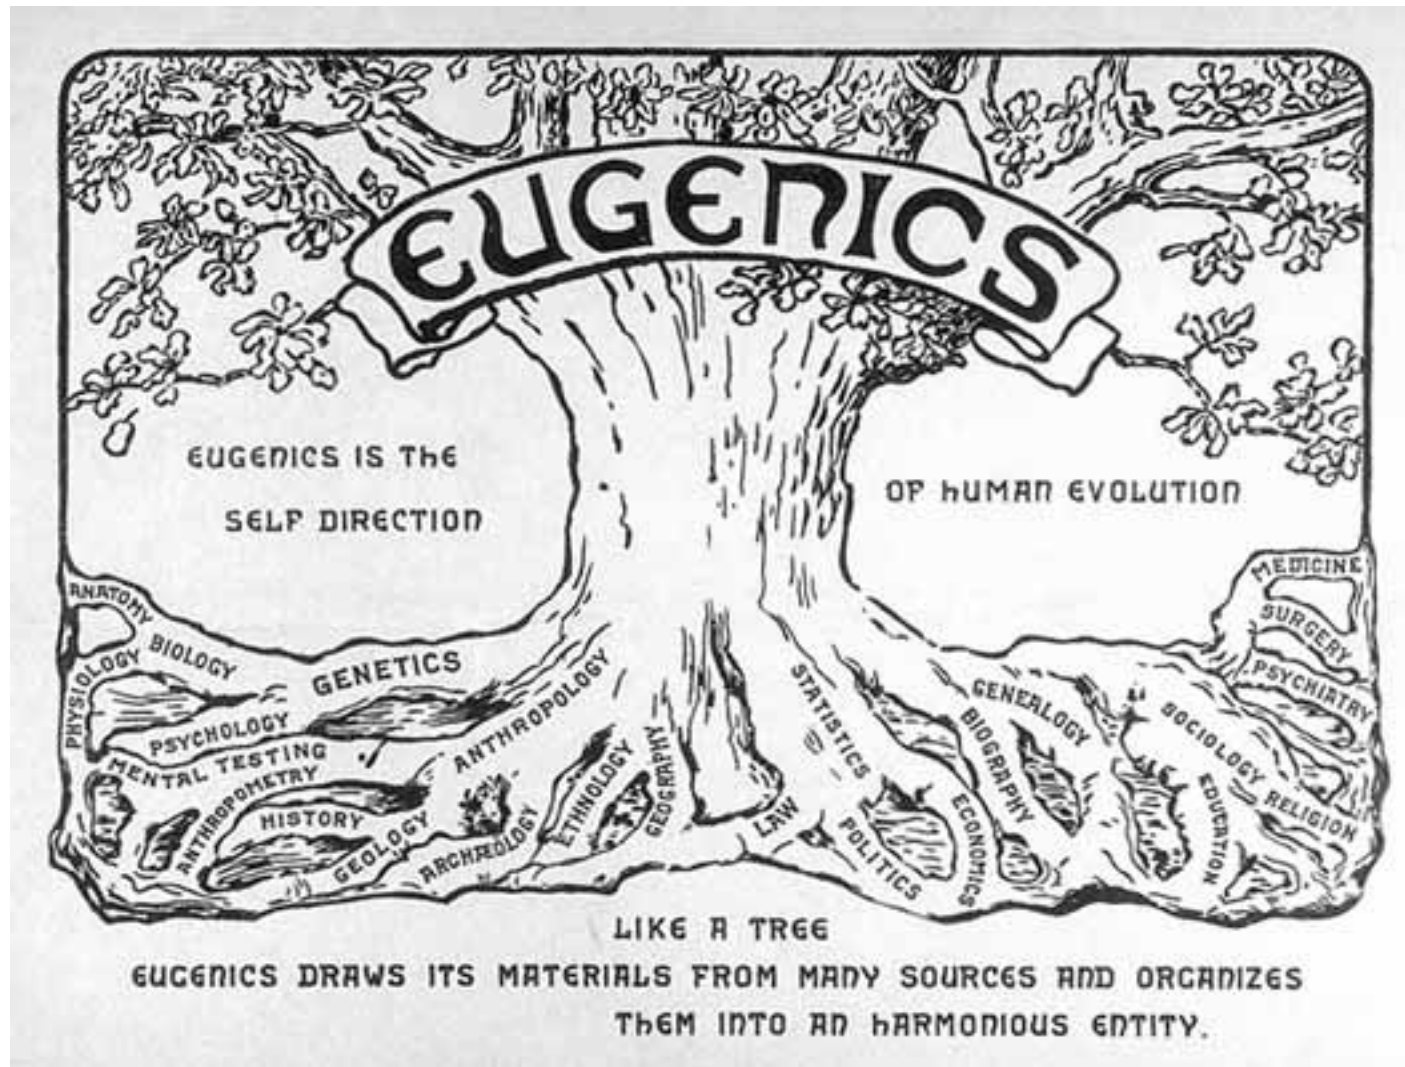 EUGENICS
EUGENICS IS THE
SELF DIRECTION
OF HUMAN EVOLUTION
ANATOMY
BIOLOGY
PHYSIOLOGY
GENETICS
PSYCHOLOGY
MENTAL TESTING
ANTHROPOMETRY
HISTORY
GEOLOGY
ANTHROPOLOGY
ARCHÆOLOGY
ETHNOLOGY
GEOGRAPHY
LAW
STATISTICS
POLITICS
ECONOMICS
BIOGRAPHY
GENEALOGY
EDUCATION
SOCIOLOGY
RELIGION
PSYCHIATRY
SURGERY
MEDICINE
LIKE A TREE
EUGENICS DRAWS ITS MATERIALS FROM MANY SOURCES AND ORGANIZES
THEM INTO AN HARMONIOUS ENTITY.